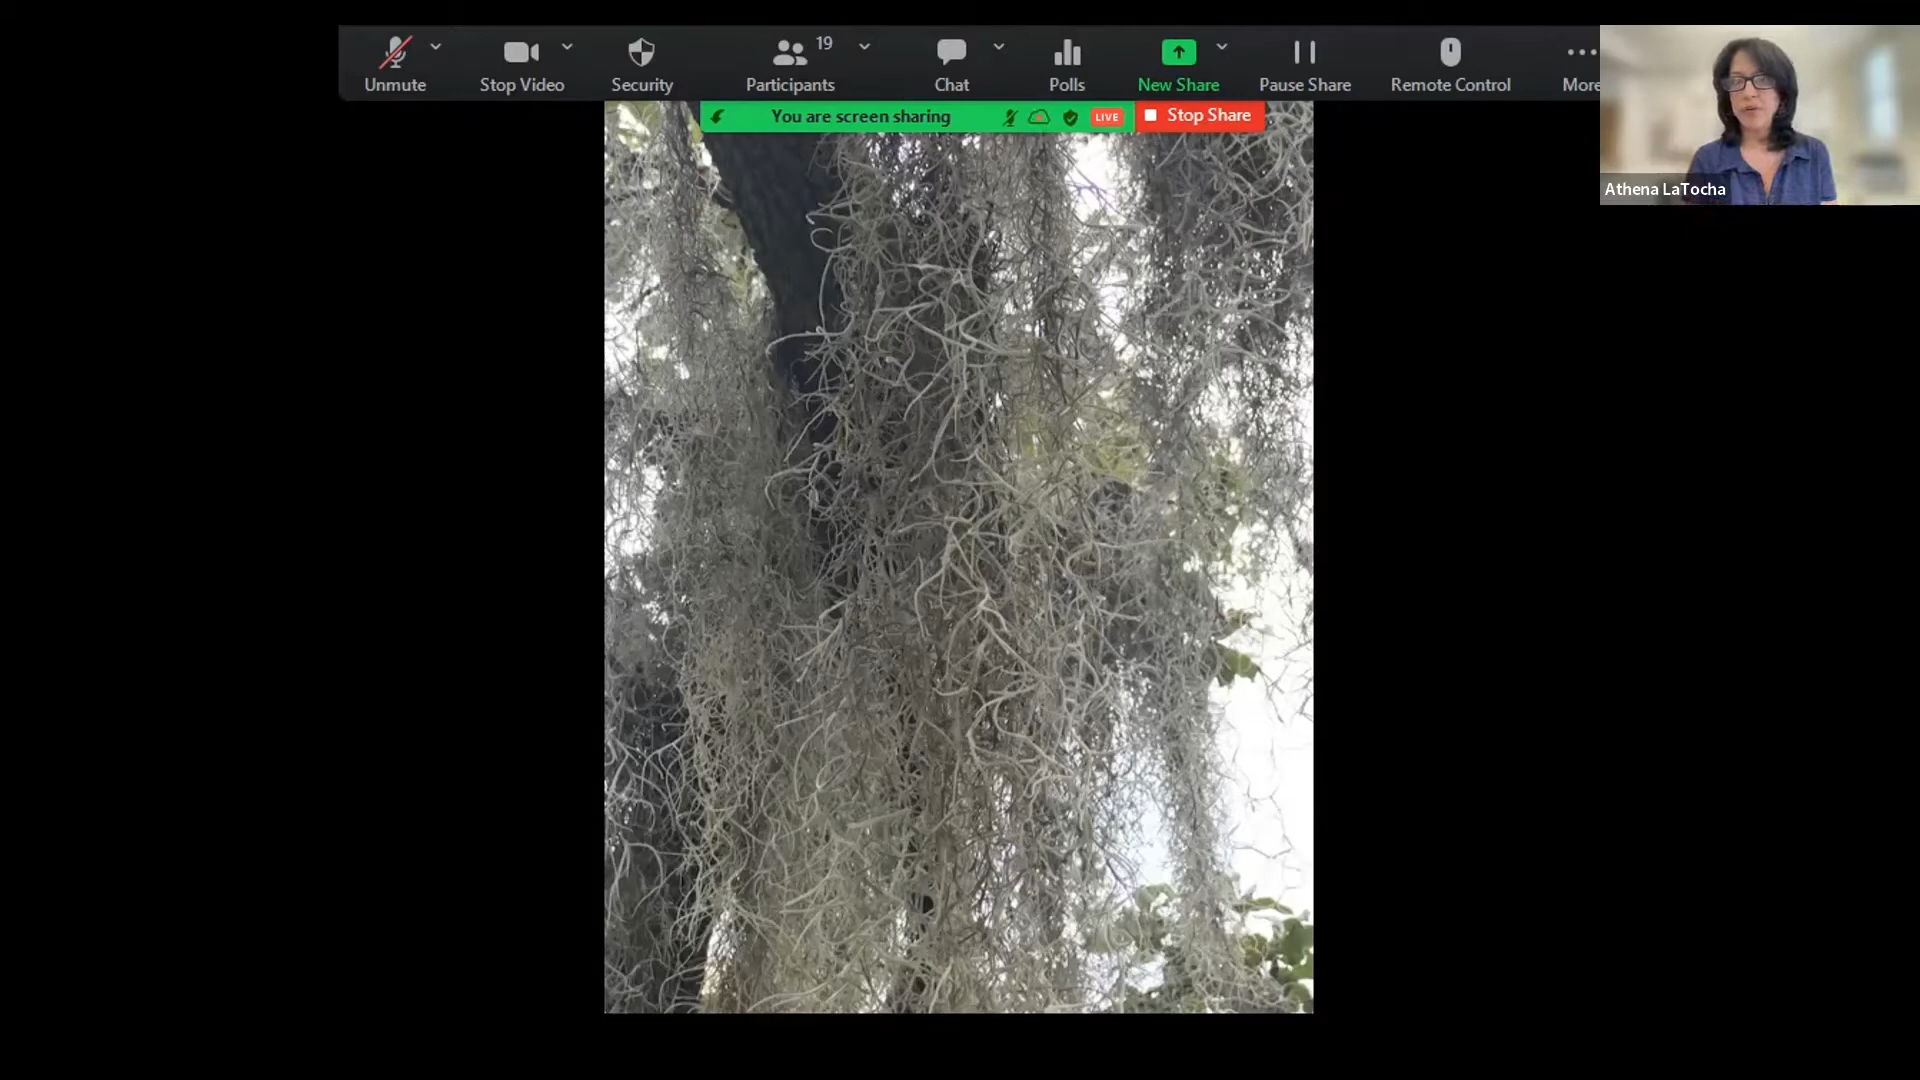 19
Unmute Stop Video Security Participants Chat Polls New Share Pause Share Remote Control More
You are screen sharing LIVE Stop Share
Athena LaTocha